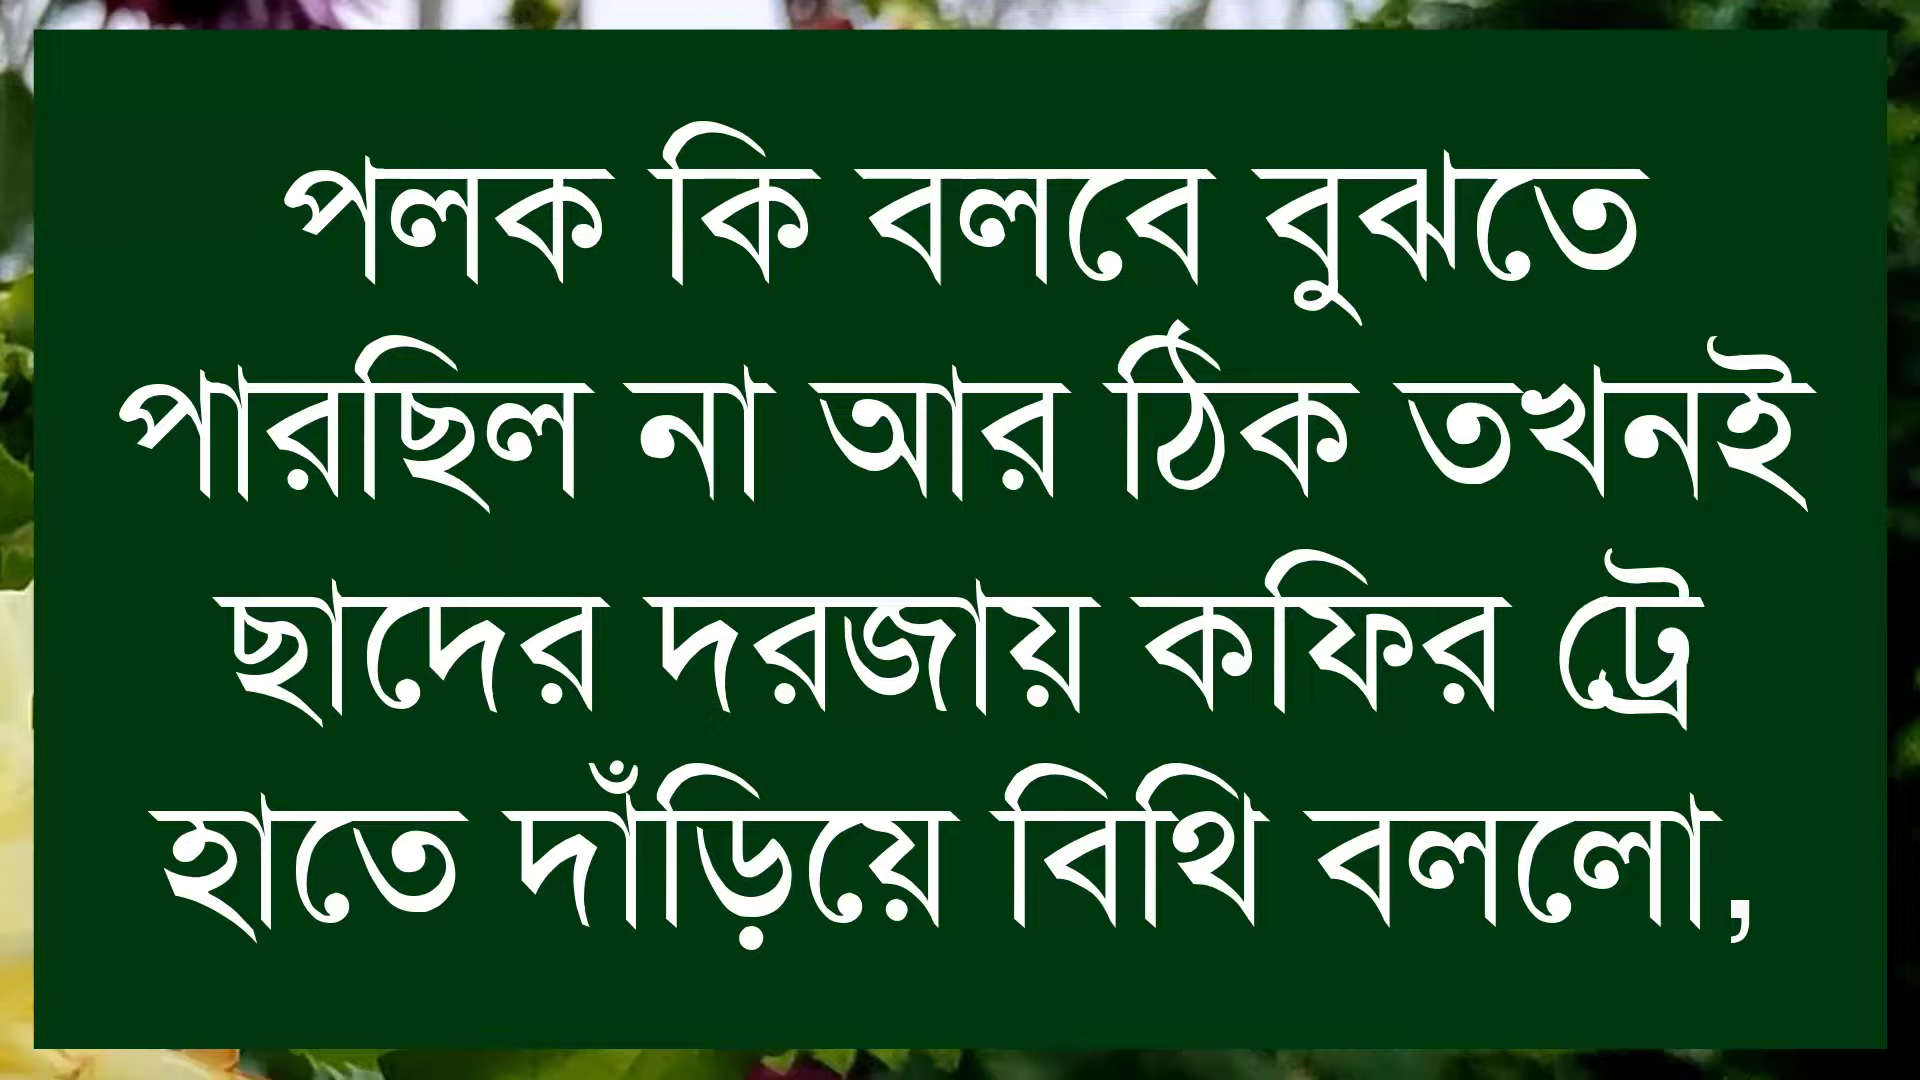 পলক কি বলবে বুঝতে
পারছিল না আর ঠিক তখনই
ছাদের দরজায় কফির ট্রে
হাতে দাঁড়িয়ে বিথি বললো,